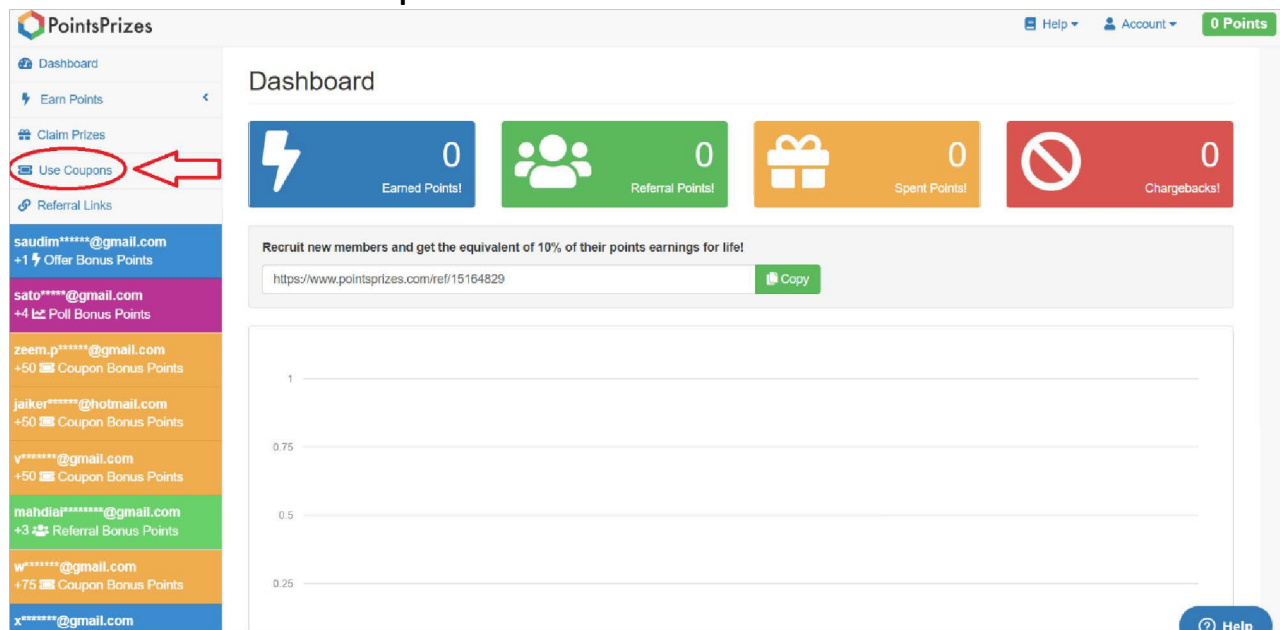 PointsPrizes
Help
Account
0 Points
Dashboard
Earn Points
Claim Prizes
Use Coupons
Referral Links
saudim******@gmail.com
+1 Offer Bonus Points
sato*****@gmail.com
+4 Poll Bonus Points
zeem.p******@gmail.com
+50 Coupon Bonus Points
jaiker******@hotmail.com
+50 Coupon Bonus Points
v*******@gmail.com
+50 Coupon Bonus Points
mahdiai********@gmail.com
+3 Referral Bonus Points
w*******@gmail.com
+75 Coupon Bonus Points
x*******@gmail.com
Dashboard
0
Earned Points!
0
Referral Points!
0
Spent Points!
0
Chargebacks!
Recruit new members and get the equivalent of 10% of their points earnings for life!
https://www.pointsprizes.com/ref/15164829
Copy
1
0.75
0.5
0.25
Help